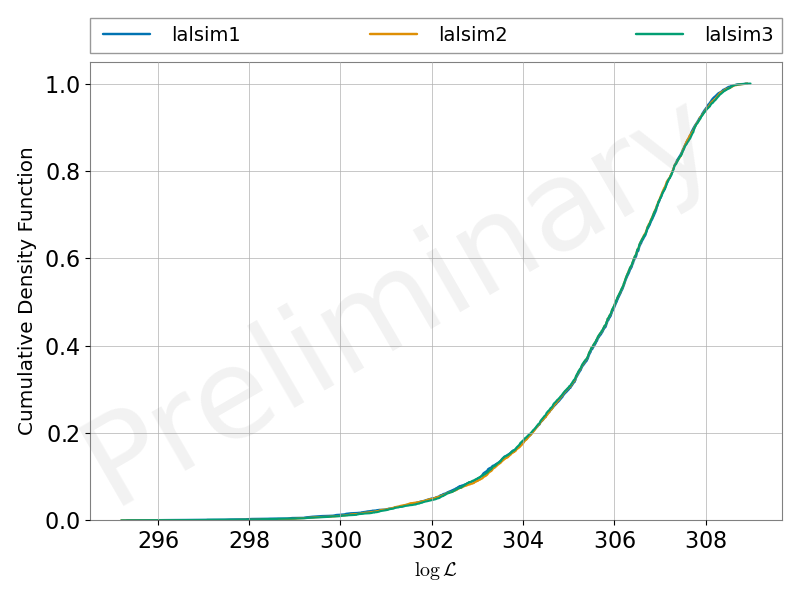 lalsim1 lalsim2 lalsim3
1.0
0.8
0.6
0.4
0.2
0.0
Cumulative Density Function
Preliminary
296 298 300 302 304 306 308
log ℒ